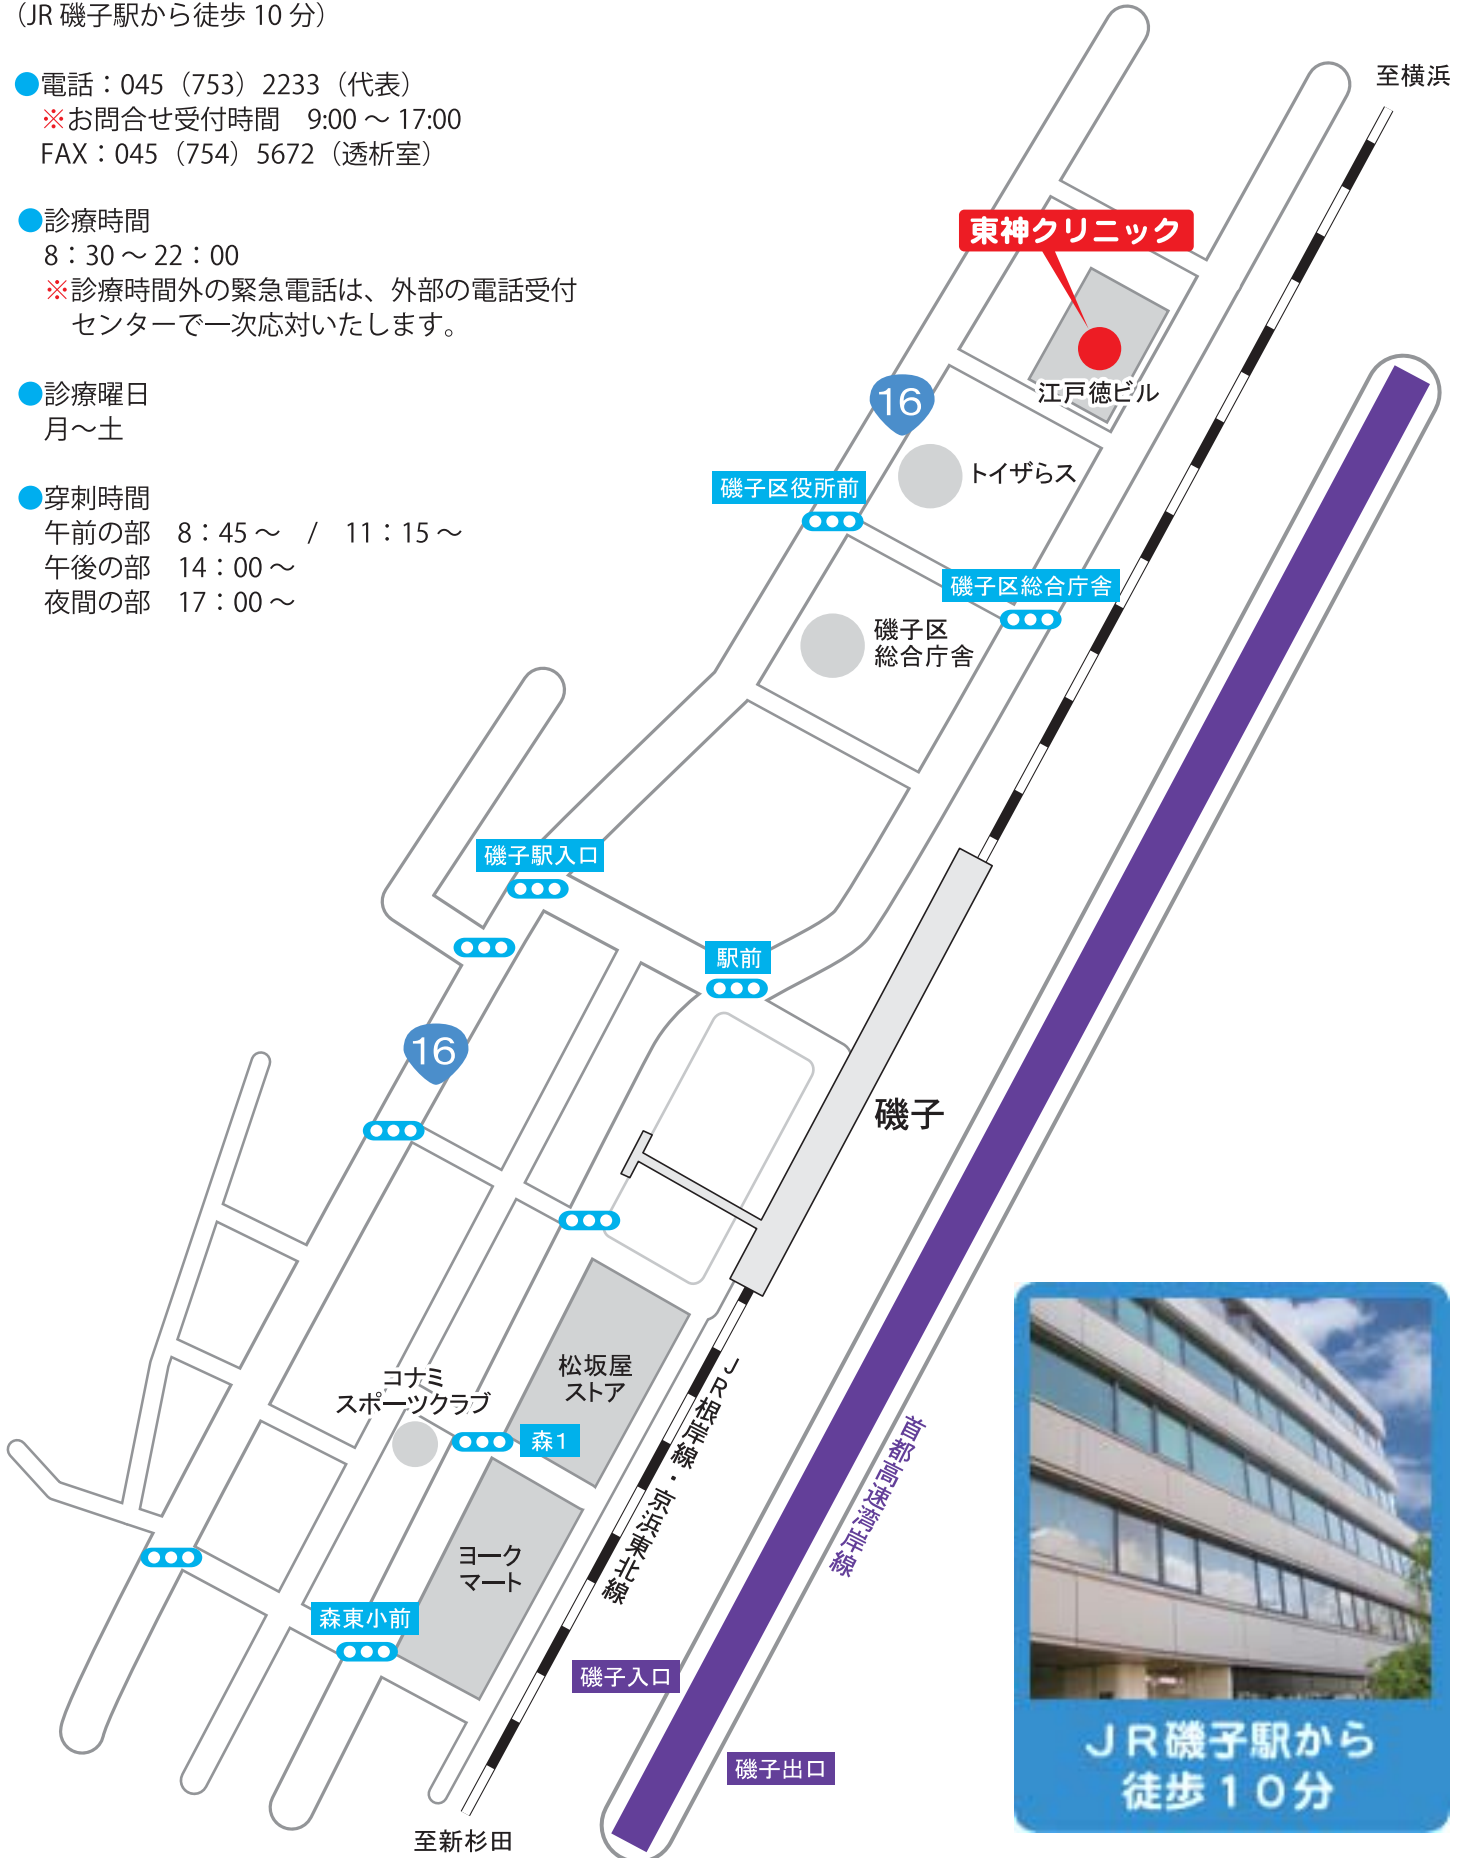 （JR 磯子駅から徒歩 10 分）
●電話：045（753）2233（代表）
※お問合せ受付時間　9:00 〜 17:00
FAX：045（754）5672（透析室）
●診療時間
8：30 〜 22：00
※診療時間外の緊急電話は、外部の電話受付
センターで一次応対いたします。
●診療曜日
月〜土
●穿刺時間
午前の部　8：45 〜　/　11：15 〜
午後の部　14：00 〜
夜間の部　17：00 〜
至横浜
東神クリニック
江戸徳ビル
16
トイザらス
磯子区役所前
磯子区総合庁舎
磯子区
総合庁舎
磯子駅入口
駅前
16
磯子
松坂屋
ストア
コナミ
スポーツクラブ
森1
ＪＲ根岸線・京浜東北線
首都高速湾岸線
ヨーク
マート
森東小前
磯子入口
磯子出口
至新杉田
ＪＲ磯子駅から
徒歩１０分